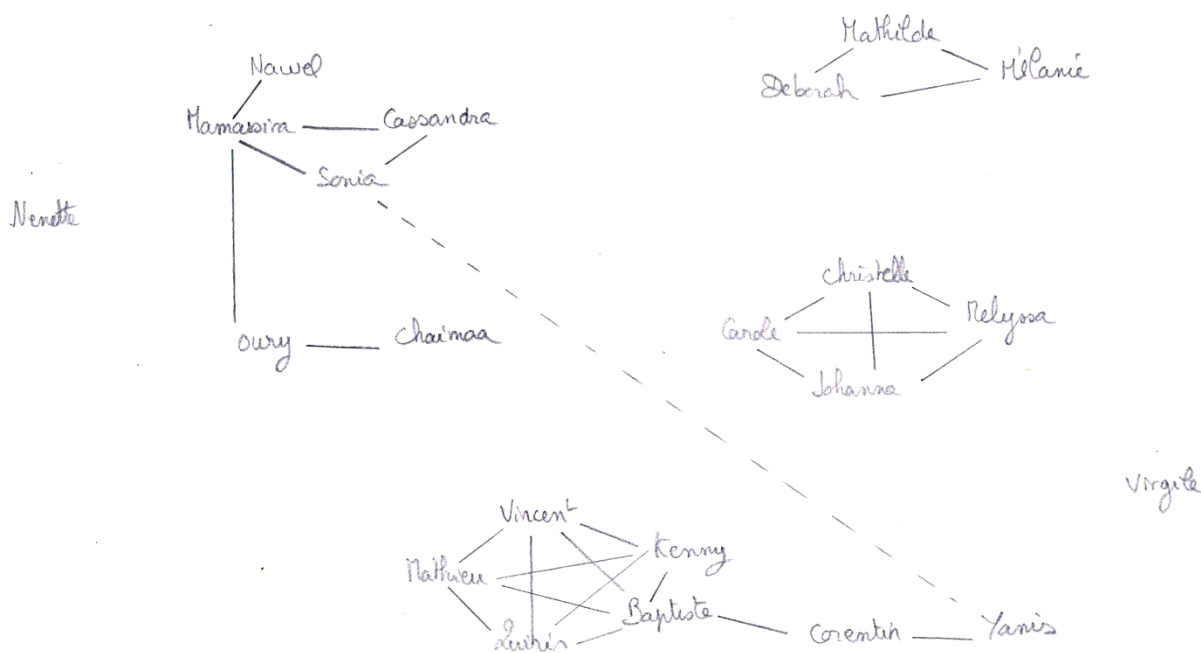 Mathilde
Nawel
Deborah
Mélanie
Mamassira
Cassandra
Sonia
Nenette
Christelle
Carole
Melyssa
Oury
Chaimaa
Johanna
Virgile
Vincent
Kenny
Mathieu
Baptiste
Corentin
Yanis